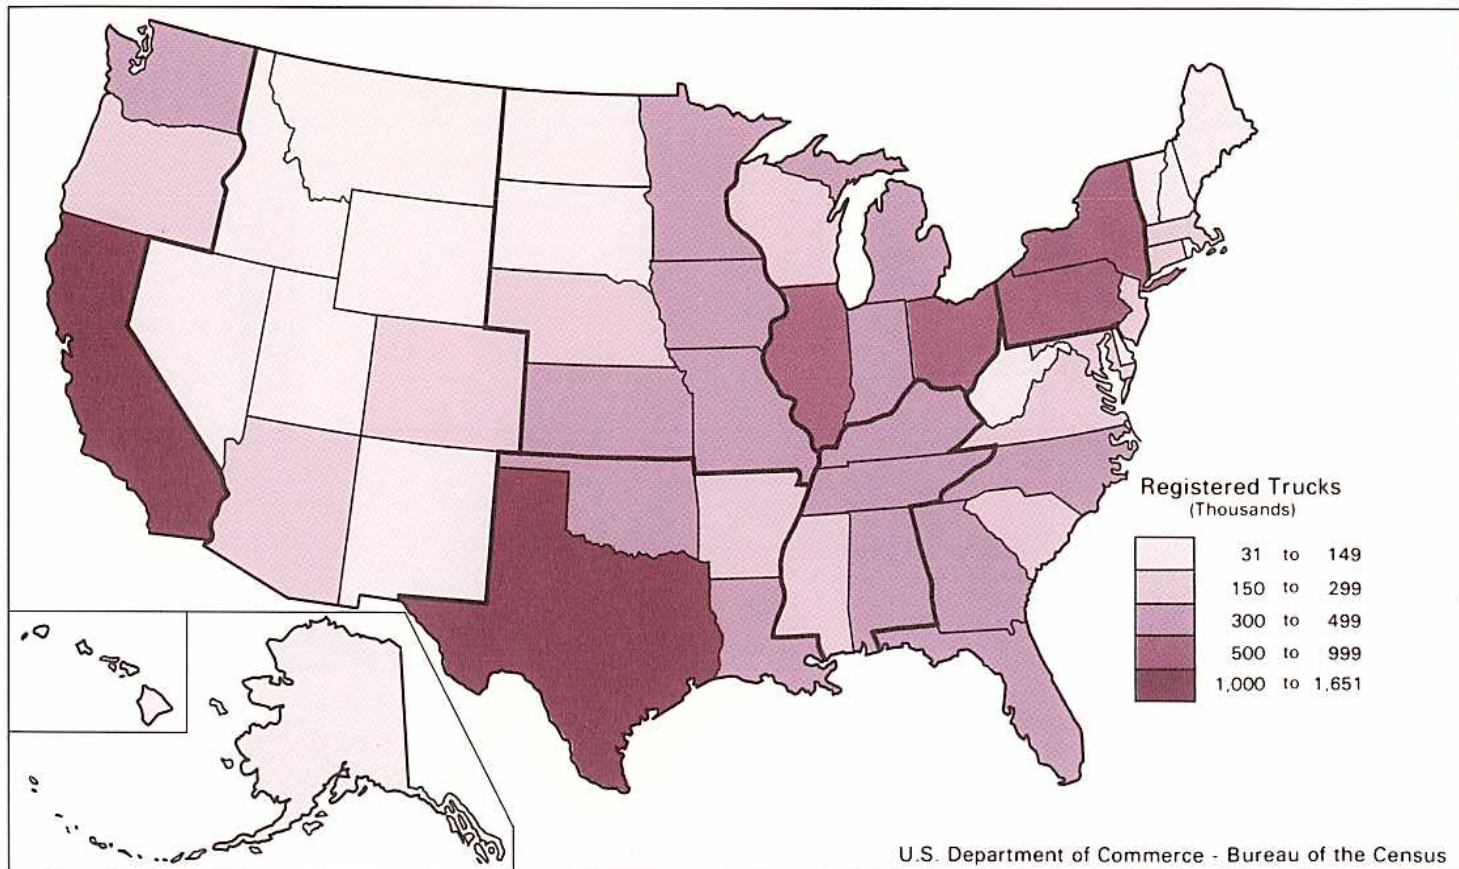 Registered Trucks
(Thousands)
31 to 149
150 to 299
300 to 499
500 to 999
1,000 to 1,651
U.S. Department of Commerce - Bureau of the Census